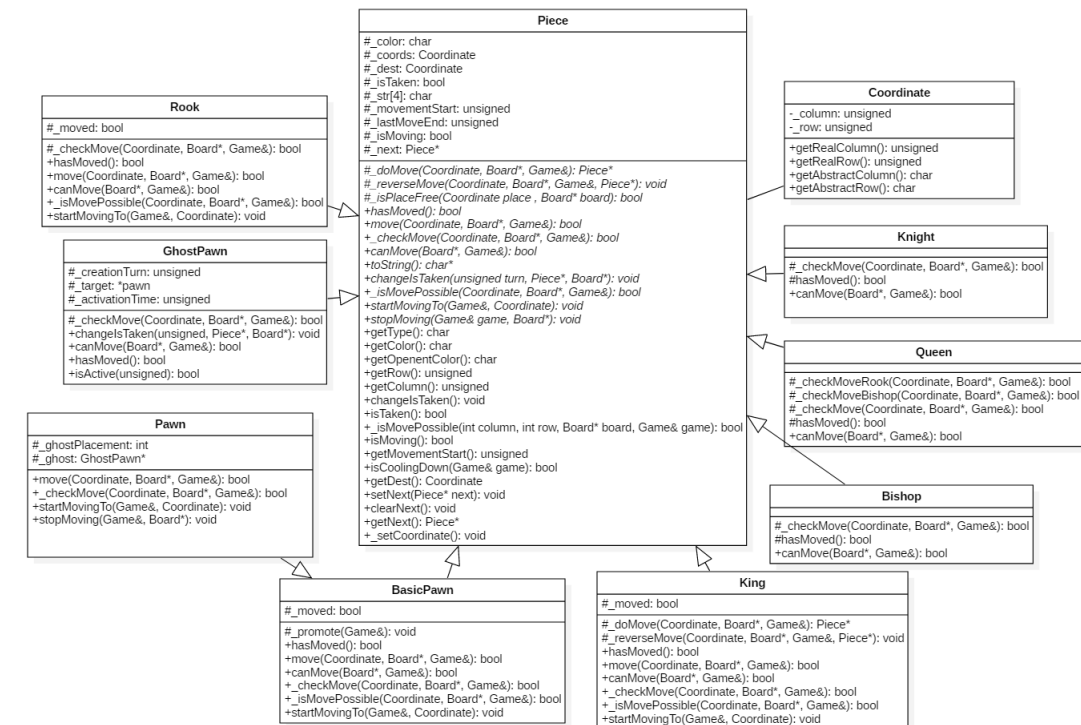 Piece
#_color: char
#_coords: Coordinate
#_dest: Coordinate
#_isTaken: bool
#_str[4]: char
#_movementStart: unsigned
#_lastMoveEnd: unsigned
#_isMoving: bool
#_next: Piece*
#_doMove(Coordinate, Board*, Game&): Piece*
#_reverseMove(Coordinate, Board*, Game&, Piece*): void
#_isPlaceFree(Coordinate place , Board* board): bool
+hasMoved(): bool
+move(Coordinate, Board*, Game&): bool
+_checkMove(Coordinate, Board*, Game&): bool
+canMove(Board*, Game&): bool
+toString(): char*
+changeIsTaken(unsigned turn, Piece*, Board*): void
+_isMovePossible(Coordinate, Board*, Game&): bool
+startMovingTo(Game&, Coordinate): void
+stopMoving(Game& game, Board*): void
+getType(): char
+getColor(): char
+getOpenentColor(): char
+getRow(): unsigned
+getColumn(): unsigned
+changeIsTaken(): void
+isTaken(): bool
+_isMovePossible(int column, int row, Board* board, Game& game): bool
+isMoving(): bool
+getMovementStart(): unsigned
+isCoolingDown(Game& game): bool
+getDest(): Coordinate
+setNext(Piece* next): void
+clearNext(): void
+getNext(): Piece*
+_setCoordinate(): void
Rook
#_moved: bool
#_checkMove(Coordinate, Board*, Game&): bool
+hasMoved(): bool
+move(Coordinate, Board*, Game&): bool
+canMove(Board*, Game&): bool
+_isMovePossible(Coordinate, Board*, Game&): bool
+startMovingTo(Game&, Coordinate): void
GhostPawn
#_creationTurn: unsigned
#_target: *pawn
#_activationTime: unsigned
#_checkMove(Coordinate, Board*, Game&): bool
+changeIsTaken(unsigned, Piece*, Board*): void
+canMove(Board*, Game&): bool
+hasMoved(): bool
+isActive(unsigned): bool
Pawn
#_ghostPlacement: int
#_ghost: GhostPawn*
+move(Coordinate, Board*, Game&): bool
+_checkMove(Coordinate, Board*, Game&): bool
+startMovingTo(Game&, Coordinate): void
+stopMoving(Game&, Board*): void
BasicPawn
#_moved: bool
#_promote(Game&): void
+hasMoved(): bool
+move(Coordinate, Board*, Game&): bool
+canMove(Board*, Game&): bool
+_checkMove(Coordinate, Board*, Game&): bool
+_isMovePossible(Coordinate, Board*, Game&): bool
+startMovingTo(Game&, Coordinate): void
King
#_moved: bool
#_doMove(Coordinate, Board*, Game&): Piece*
#_reverseMove(Coordinate, Board*, Game&, Piece*): void
+hasMoved(): bool
+move(Coordinate, Board*, Game&): bool
+canMove(Board*, Game&): bool
+_checkMove(Coordinate, Board*, Game&): bool
+_isMovePossible(Coordinate, Board*, Game&): bool
+startMovingTo(Game&, Coordinate): void
Coordinate
-_column: unsigned
-_row: unsigned
+getRealColumn(): unsigned
+getRealRow(): unsigned
+getAbstractColumn(): char
+getAbstractRow(): char
Knight
#_checkMove(Coordinate, Board*, Game&): bool
#hasMoved(): bool
+canMove(Board*, Game&): bool
Queen
#_checkMoveRook(Coordinate, Board*, Game&): bool
#_checkMoveBishop(Coordinate, Board*, Game&): bool
#_checkMove(Coordinate, Board*, Game&): bool
#hasMoved(): bool
+canMove(Board*, Game&): bool
Bishop
#_checkMove(Coordinate, Board*, Game&): bool
#hasMoved(): bool
+canMove(Board*, Game&): bool